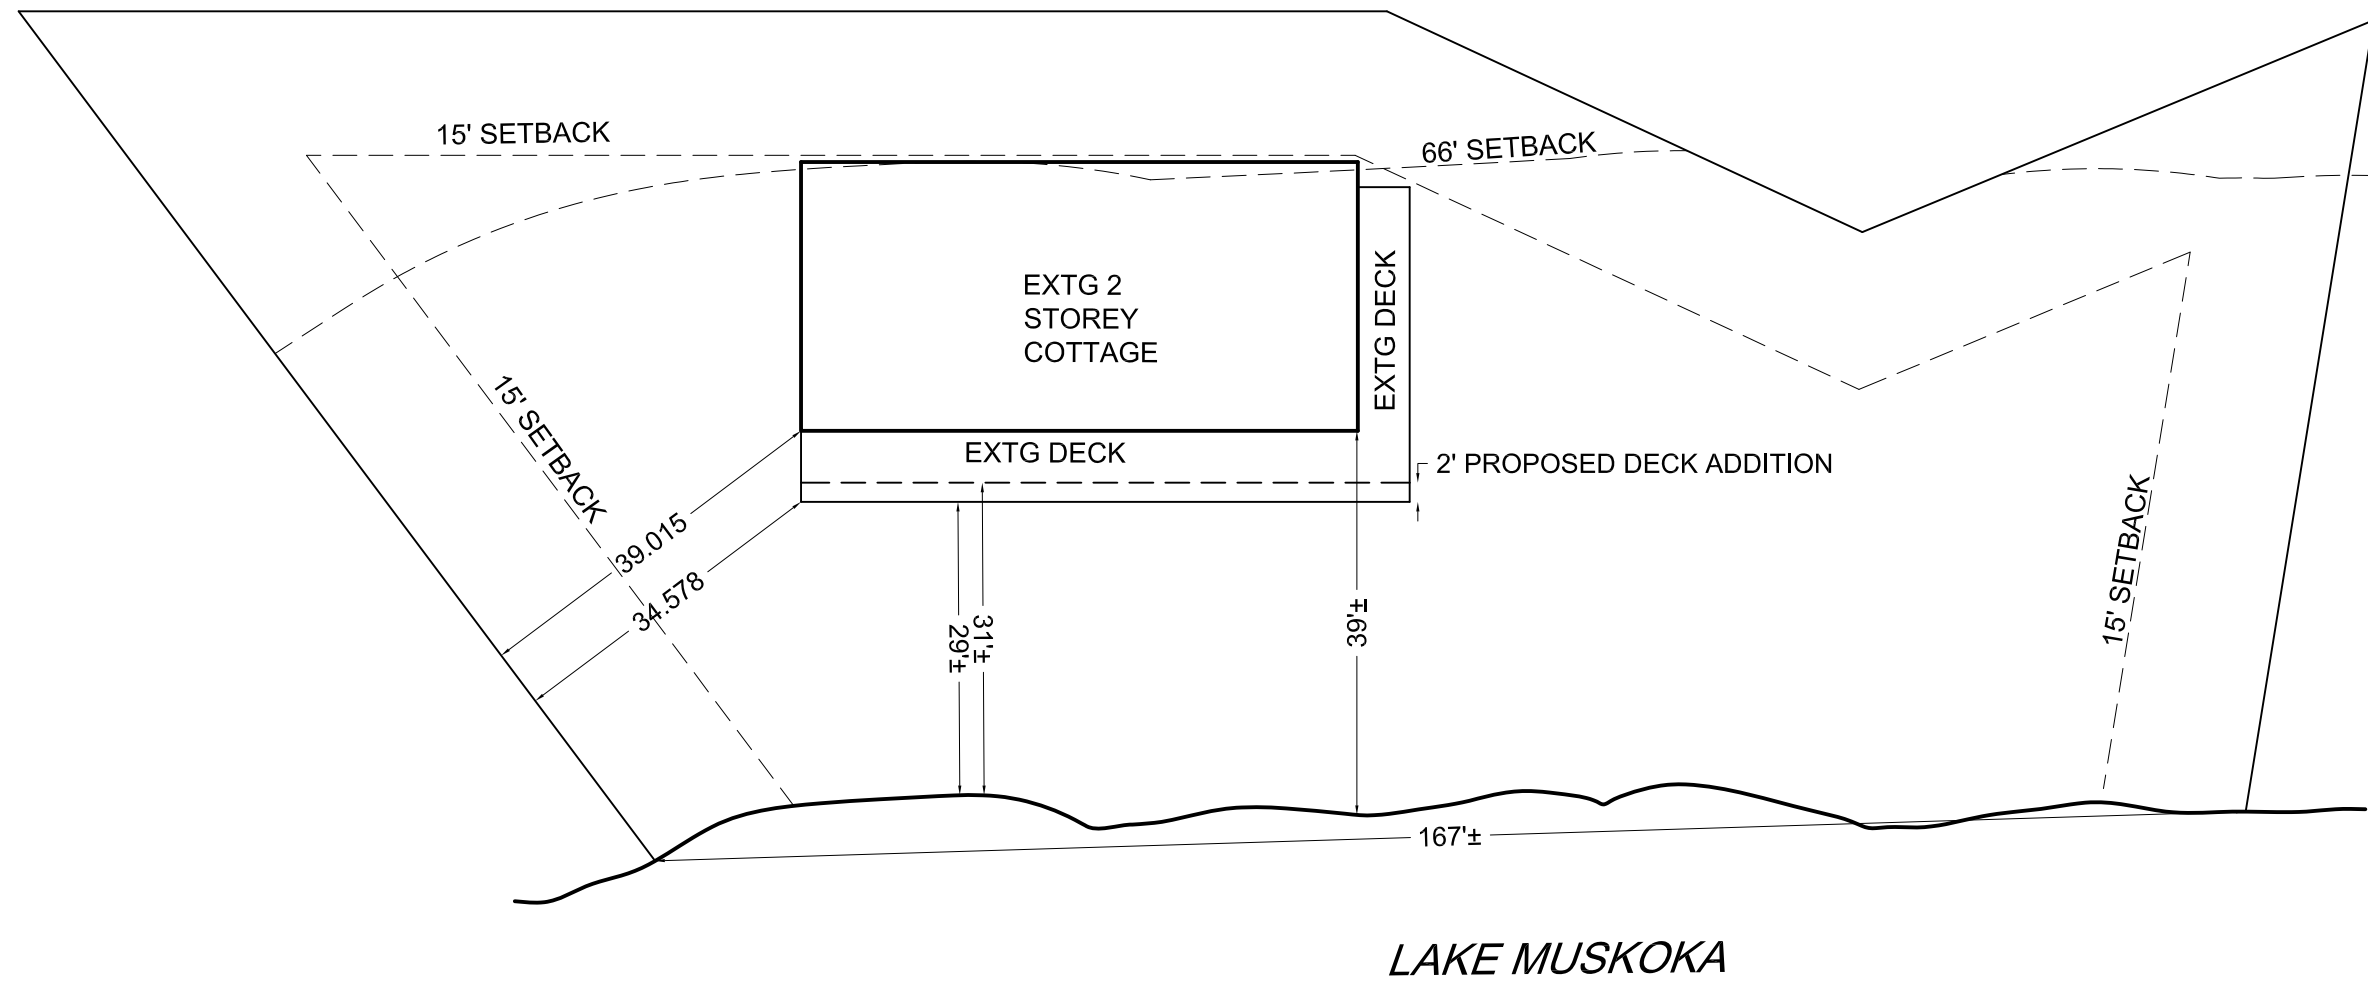 15' SETBACK
66' SETBACK
EXTG 2
STOREY
COTTAGE
EXTG DECK
15' SETBACK
EXTG DECK
2' PROPOSED DECK ADDITION
15' SETBACK
39.015
34.578
29'±
31'±
39'±
167'±
LAKE MUSKOKA